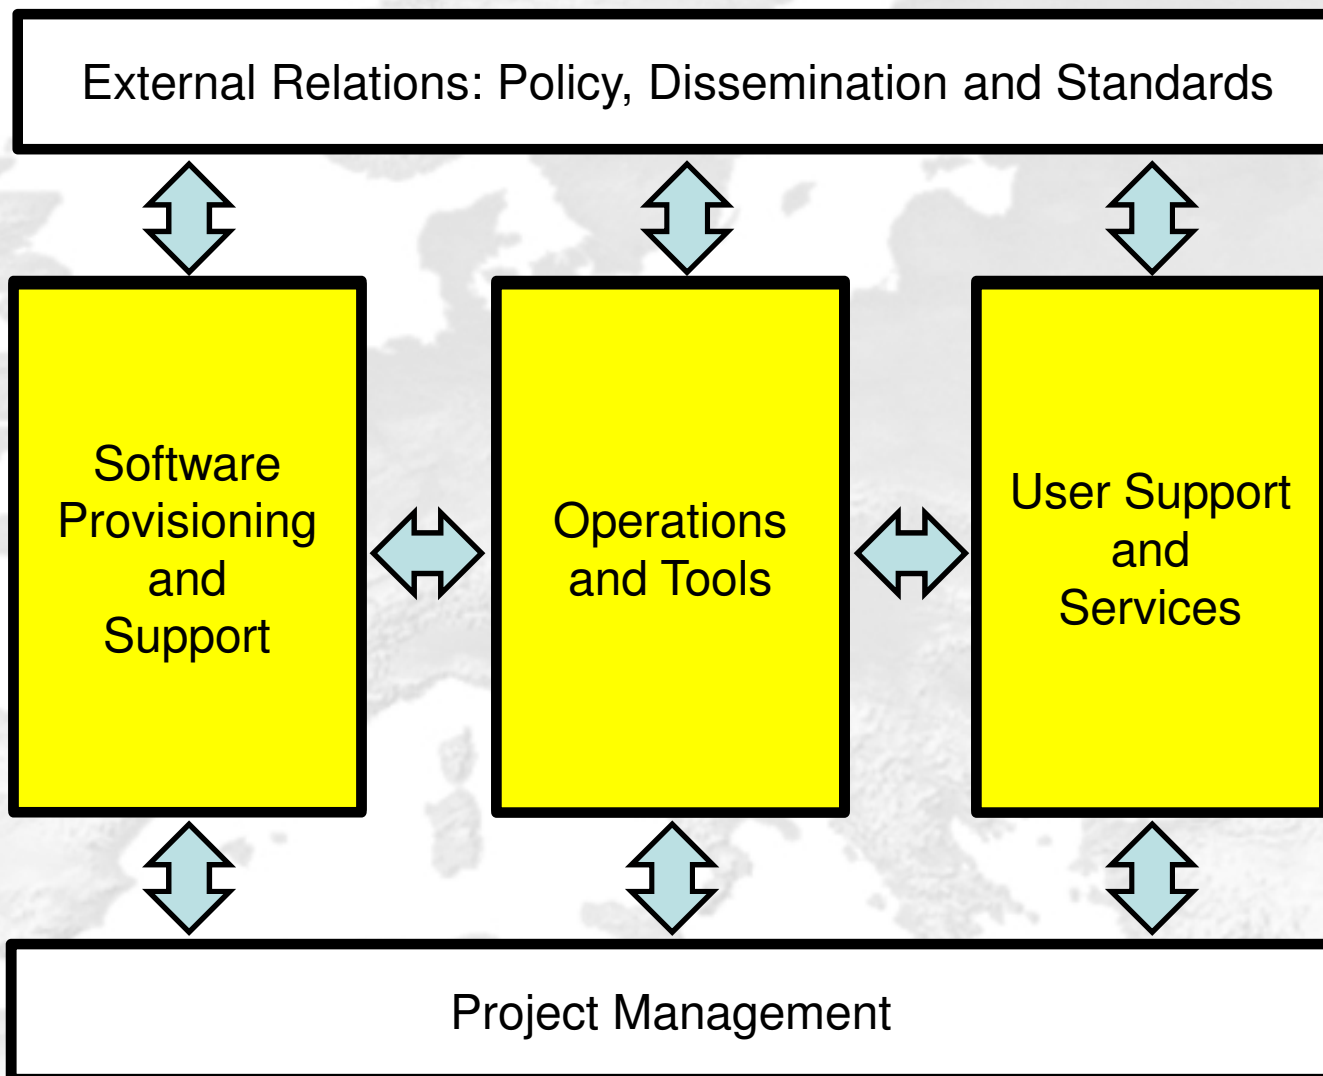 External Relations: Policy, Dissemination and Standards
Software
Provisioning
and
Support
Operations
and Tools
User Support
and
Services
Project Management